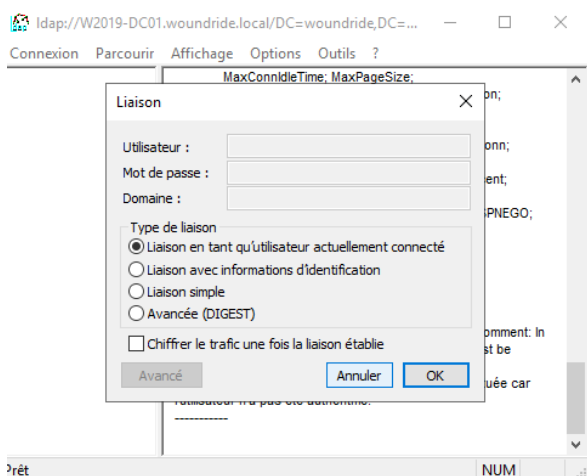 ldap://W2019-DC01.woundride.local/DC=woundride,DC=...
Connexion Parcourir Affichage Options Outils ?
MaxConnIdleTime; MaxPageSize;
Liaison
Utilisateur :
Mot de passe :
Domaine :
Type de liaison
Liaison en tant qu'utilisateur actuellement connecté
Liaison avec informations d'identification
Liaison simple
Avancée (DIGEST)
Chiffrer le trafic une fois la liaison établie
Avancé Annuler OK
on;
onn;
ent;
SPNEGO;
omment: In
st be
uée car
-----------
Prêt NUM